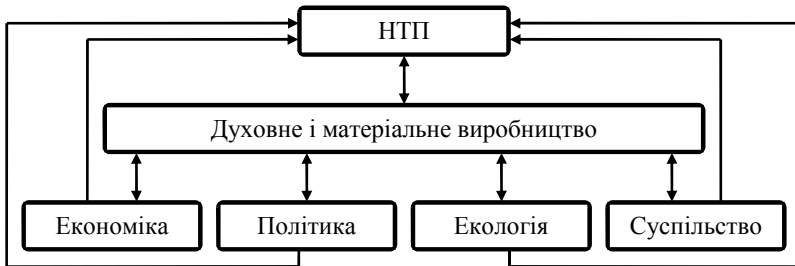 НТП
Духовне і матеріальне виробництво
Економіка
Політика
Екологія
Суспільство